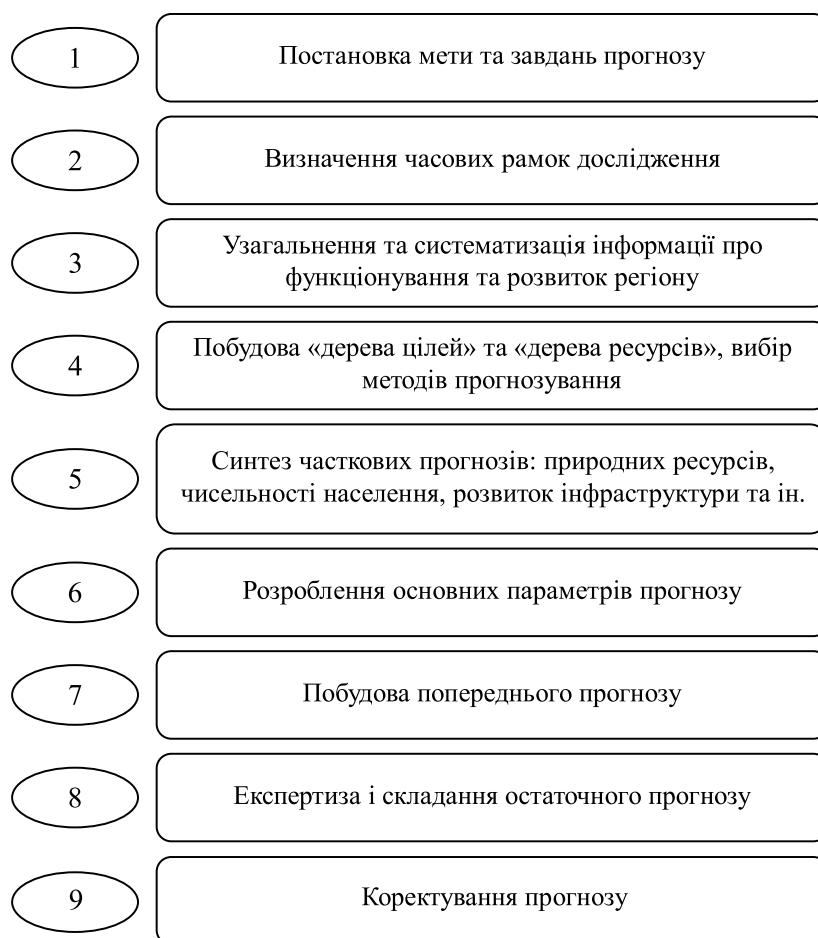 1
Постановка мети та завдань прогнозу
2
Визначення часових рамок дослідження
3
Узагальнення та систематизація інформації про
функціонування та розвиток регіону
4
Побудова «дерева цілей» та «дерева ресурсів», вибір
методів прогнозування
5
Синтез часткових прогнозів: природних ресурсів,
чисельності населення, розвиток інфраструктури та ін.
6
Розроблення основних параметрів прогнозу
7
Побудова попереднього прогнозу
8
Експертиза і складання остаточного прогнозу
9
Коректування прогнозу